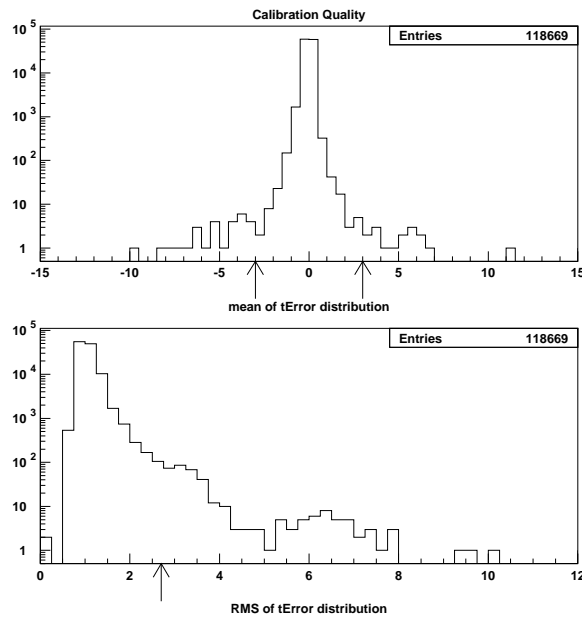 Calibration Quality
Entries 118669
10 5
10 4
10 3
10 2
10
1
-15 -10 -5 0 5 10 15
mean of tError distribution
Entries 118669
10 5
10 4
10 3
10 2
10
1
0 2 4 6 8 10 12
RMS of tError distribution